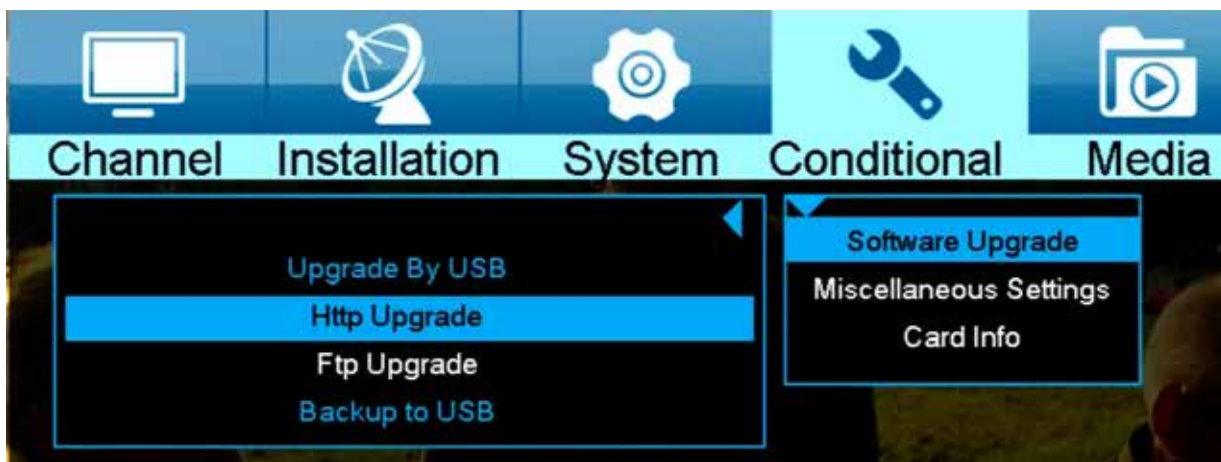 Channel Installation System Conditional Media
Upgrade By USB
Http Upgrade
Ftp Upgrade
Backup to USB
Software Upgrade
Miscellaneous Settings
Card Info